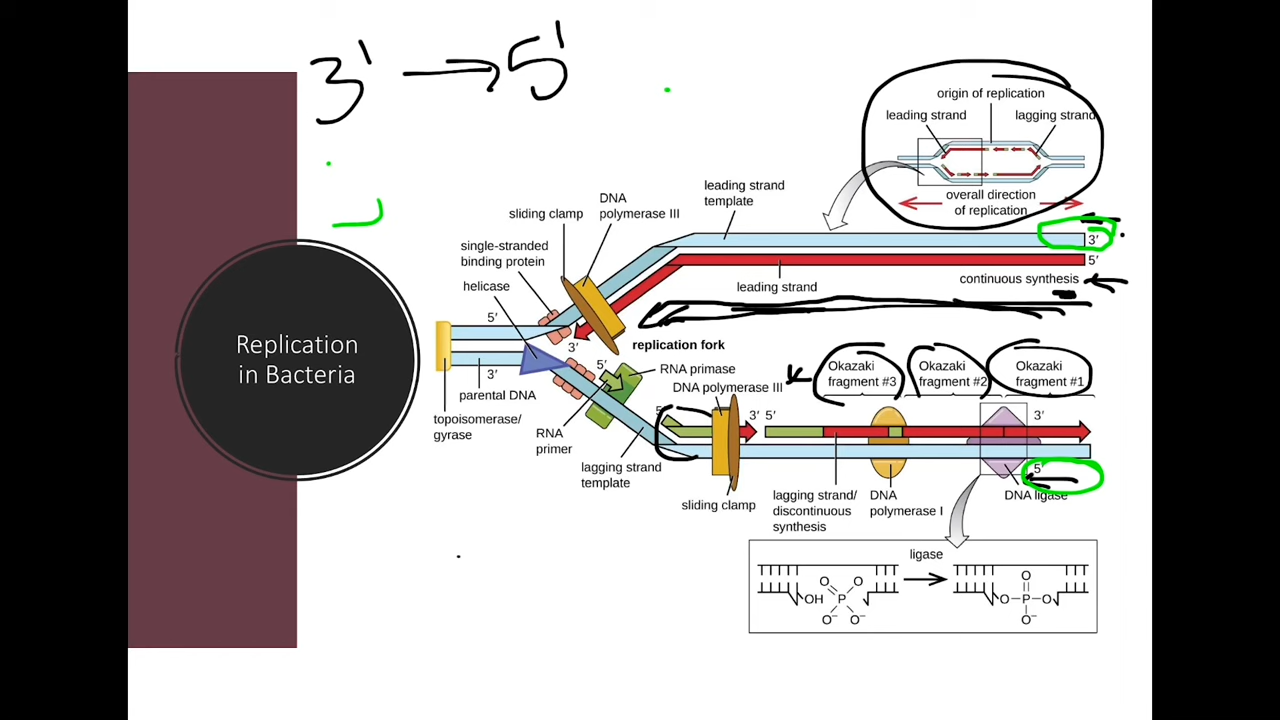 3' → 5'
Replication
in Bacteria
origin of replication
leading strand
lagging strand
overall direction
of replication
leading strand
template
DNA
polymerase III
sliding clamp
single-stranded
binding protein
helicase
3'
5'
continuous synthesis
leading strand
5'
3'
replication fork
3'
parental DNA
topoisomerase/
gyrase
5'
RNA primase
DNA polymerase III
RNA
primer
lagging strand
template
5'
3'
5'
sliding clamp
Okazaki
fragment #3
Okazaki
fragment #2
Okazaki
fragment #1
3'
5'
lagging strand/
discontinuous
synthesis
DNA
polymerase I
DNA ligase
ligase
OH
O
O
P
O⁻
O⁻
O
O–P–O
O⁻